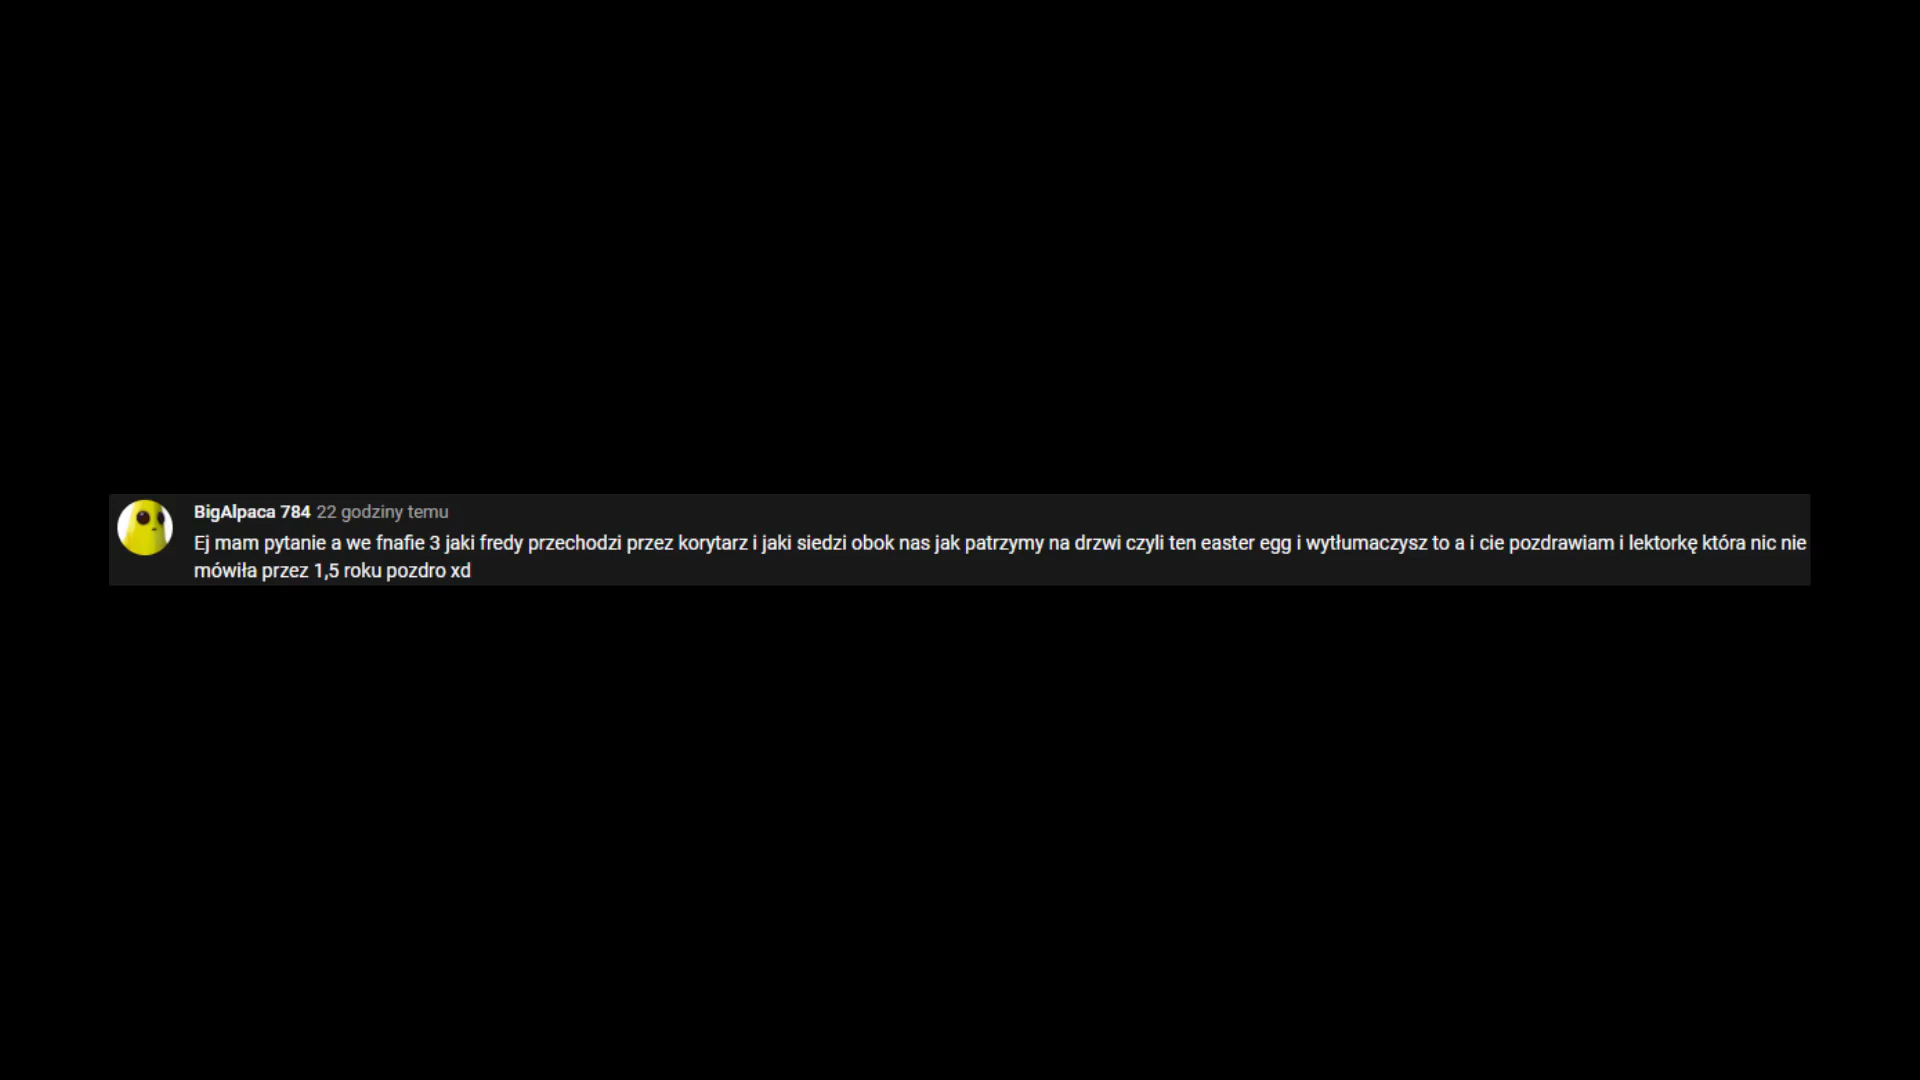 BigAlpaca 784 22 godziny temu
Ej mam pytanie a we fnafie 3 jaki fredy przechodzi przez korytarz i jaki siedzi obok nas jak patrzymy na drzwi czyli ten easter egg i wytłumaczysz to a i cie pozdrawiam i lektorkę która nic nie
mówiła przez 1,5 roku pozdro xd